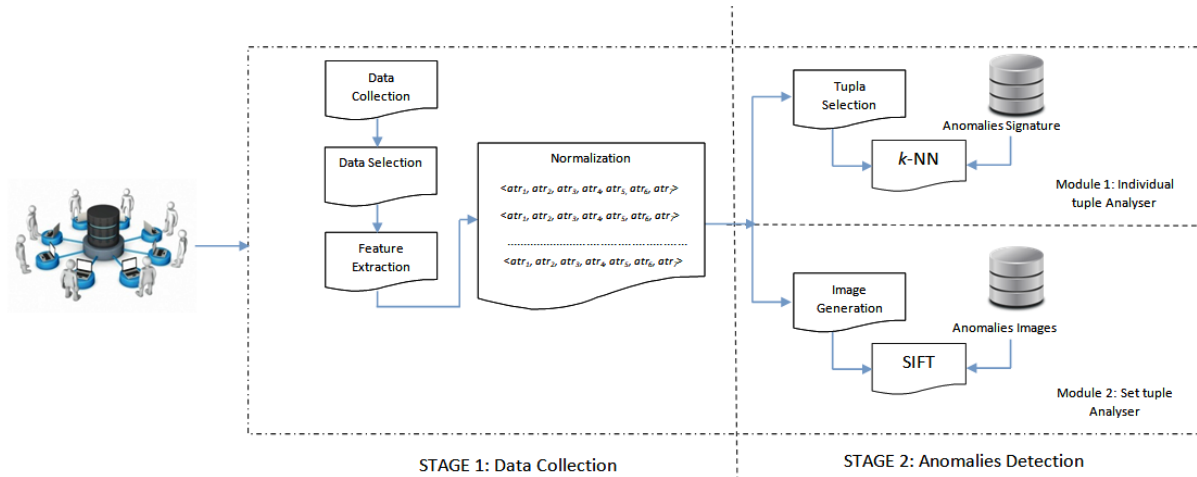 Data
Collection
Data Selection
Feature
Extraction
Normalization
<atr1, atr2, atr3, atr4, atr5, atr6, atr7>
<atr1, atr2, atr3, atr4, atr5, atr6, atr7>
................................................
<atr1, atr2, atr3, atr4, atr5, atr6, atr7>
STAGE 1: Data Collection
Tupla
Selection
Anomalies Signature
k-NN
Module 1: Individual
tuple Analyser
Image
Generation
Anomalies Images
SIFT
Module 2: Set tuple
Analyser
STAGE 2: Anomalies Detection